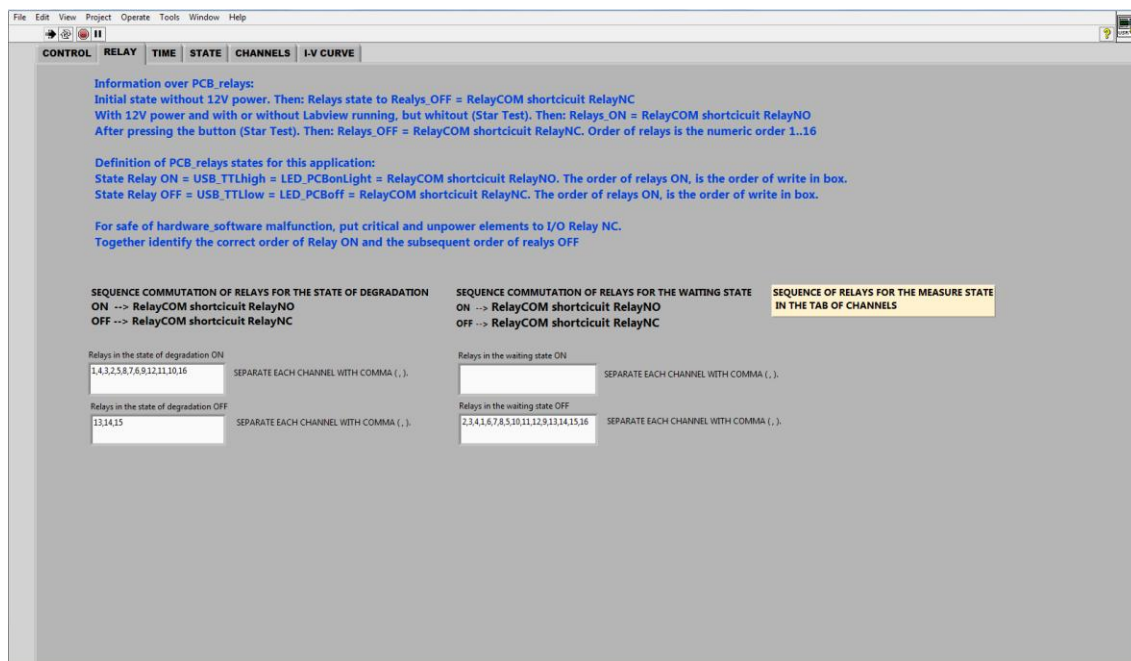 File Edit View Project Operate Tools Window Help
CONTROL RELAY TIME STATE CHANNELS I-V CURVE
Information over PCB_relays:
Initial state without 12V power. Then: Relays state to Realys_OFF = RelayCOM shortcicuit RelayNC
With 12V power and with or without Labview running, but whitout (Star Test). Then: Relays_ON = RelayCOM shortcicuit RelayNO
After pressing the button (Star Test). Then: Relays_OFF = RelayCOM shortcicuit RelayNC. Order of relays is the numeric order 1..16
Definition of PCB_relays states for this application:
State Relay ON = USB_TTLhigh = LED_PCBonLight = RelayCOM shortcicuit RelayNO. The order of relays ON, is the order of write in box.
State Relay OFF = USB_TTLlow = LED_PCBoff = RelayCOM shortcicuit RelayNC. The order of relays ON, is the order of write in box.
For safe of hardware_software malfunction, put critical and unpower elements to I/O Relay NC.
Together identify the correct order of Relay ON and the subsequent order of realys OFF
SEQUENCE COMMUTATION OF RELAYS FOR THE STATE OF DEGRADATION
ON --> RelayCOM shortcicuit RelayNO
OFF --> RelayCOM shortcicuit RelayNC
SEQUENCE COMMUTATION OF RELAYS FOR THE WAITING STATE
ON --> RelayCOM shortcicuit RelayNO
OFF --> RelayCOM shortcicuit RelayNC
SEQUENCE OF RELAYS FOR THE MEASURE STATE
IN THE TAB OF CHANNELS
Relays in the state of degradation ON
1,4,3,2,5,8,7,6,9,12,11,10,16
SEPARATE EACH CHANNEL WITH COMMA ( , ).
Relays in the state of degradation OFF
13,14,15
SEPARATE EACH CHANNEL WITH COMMA ( , ).
Relays in the waiting state ON
SEPARATE EACH CHANNEL WITH COMMA ( , ).
Relays in the waiting state OFF
2,3,4,1,6,7,8,5,10,11,12,9,13,14,15,16
SEPARATE EACH CHANNEL WITH COMMA ( , ).